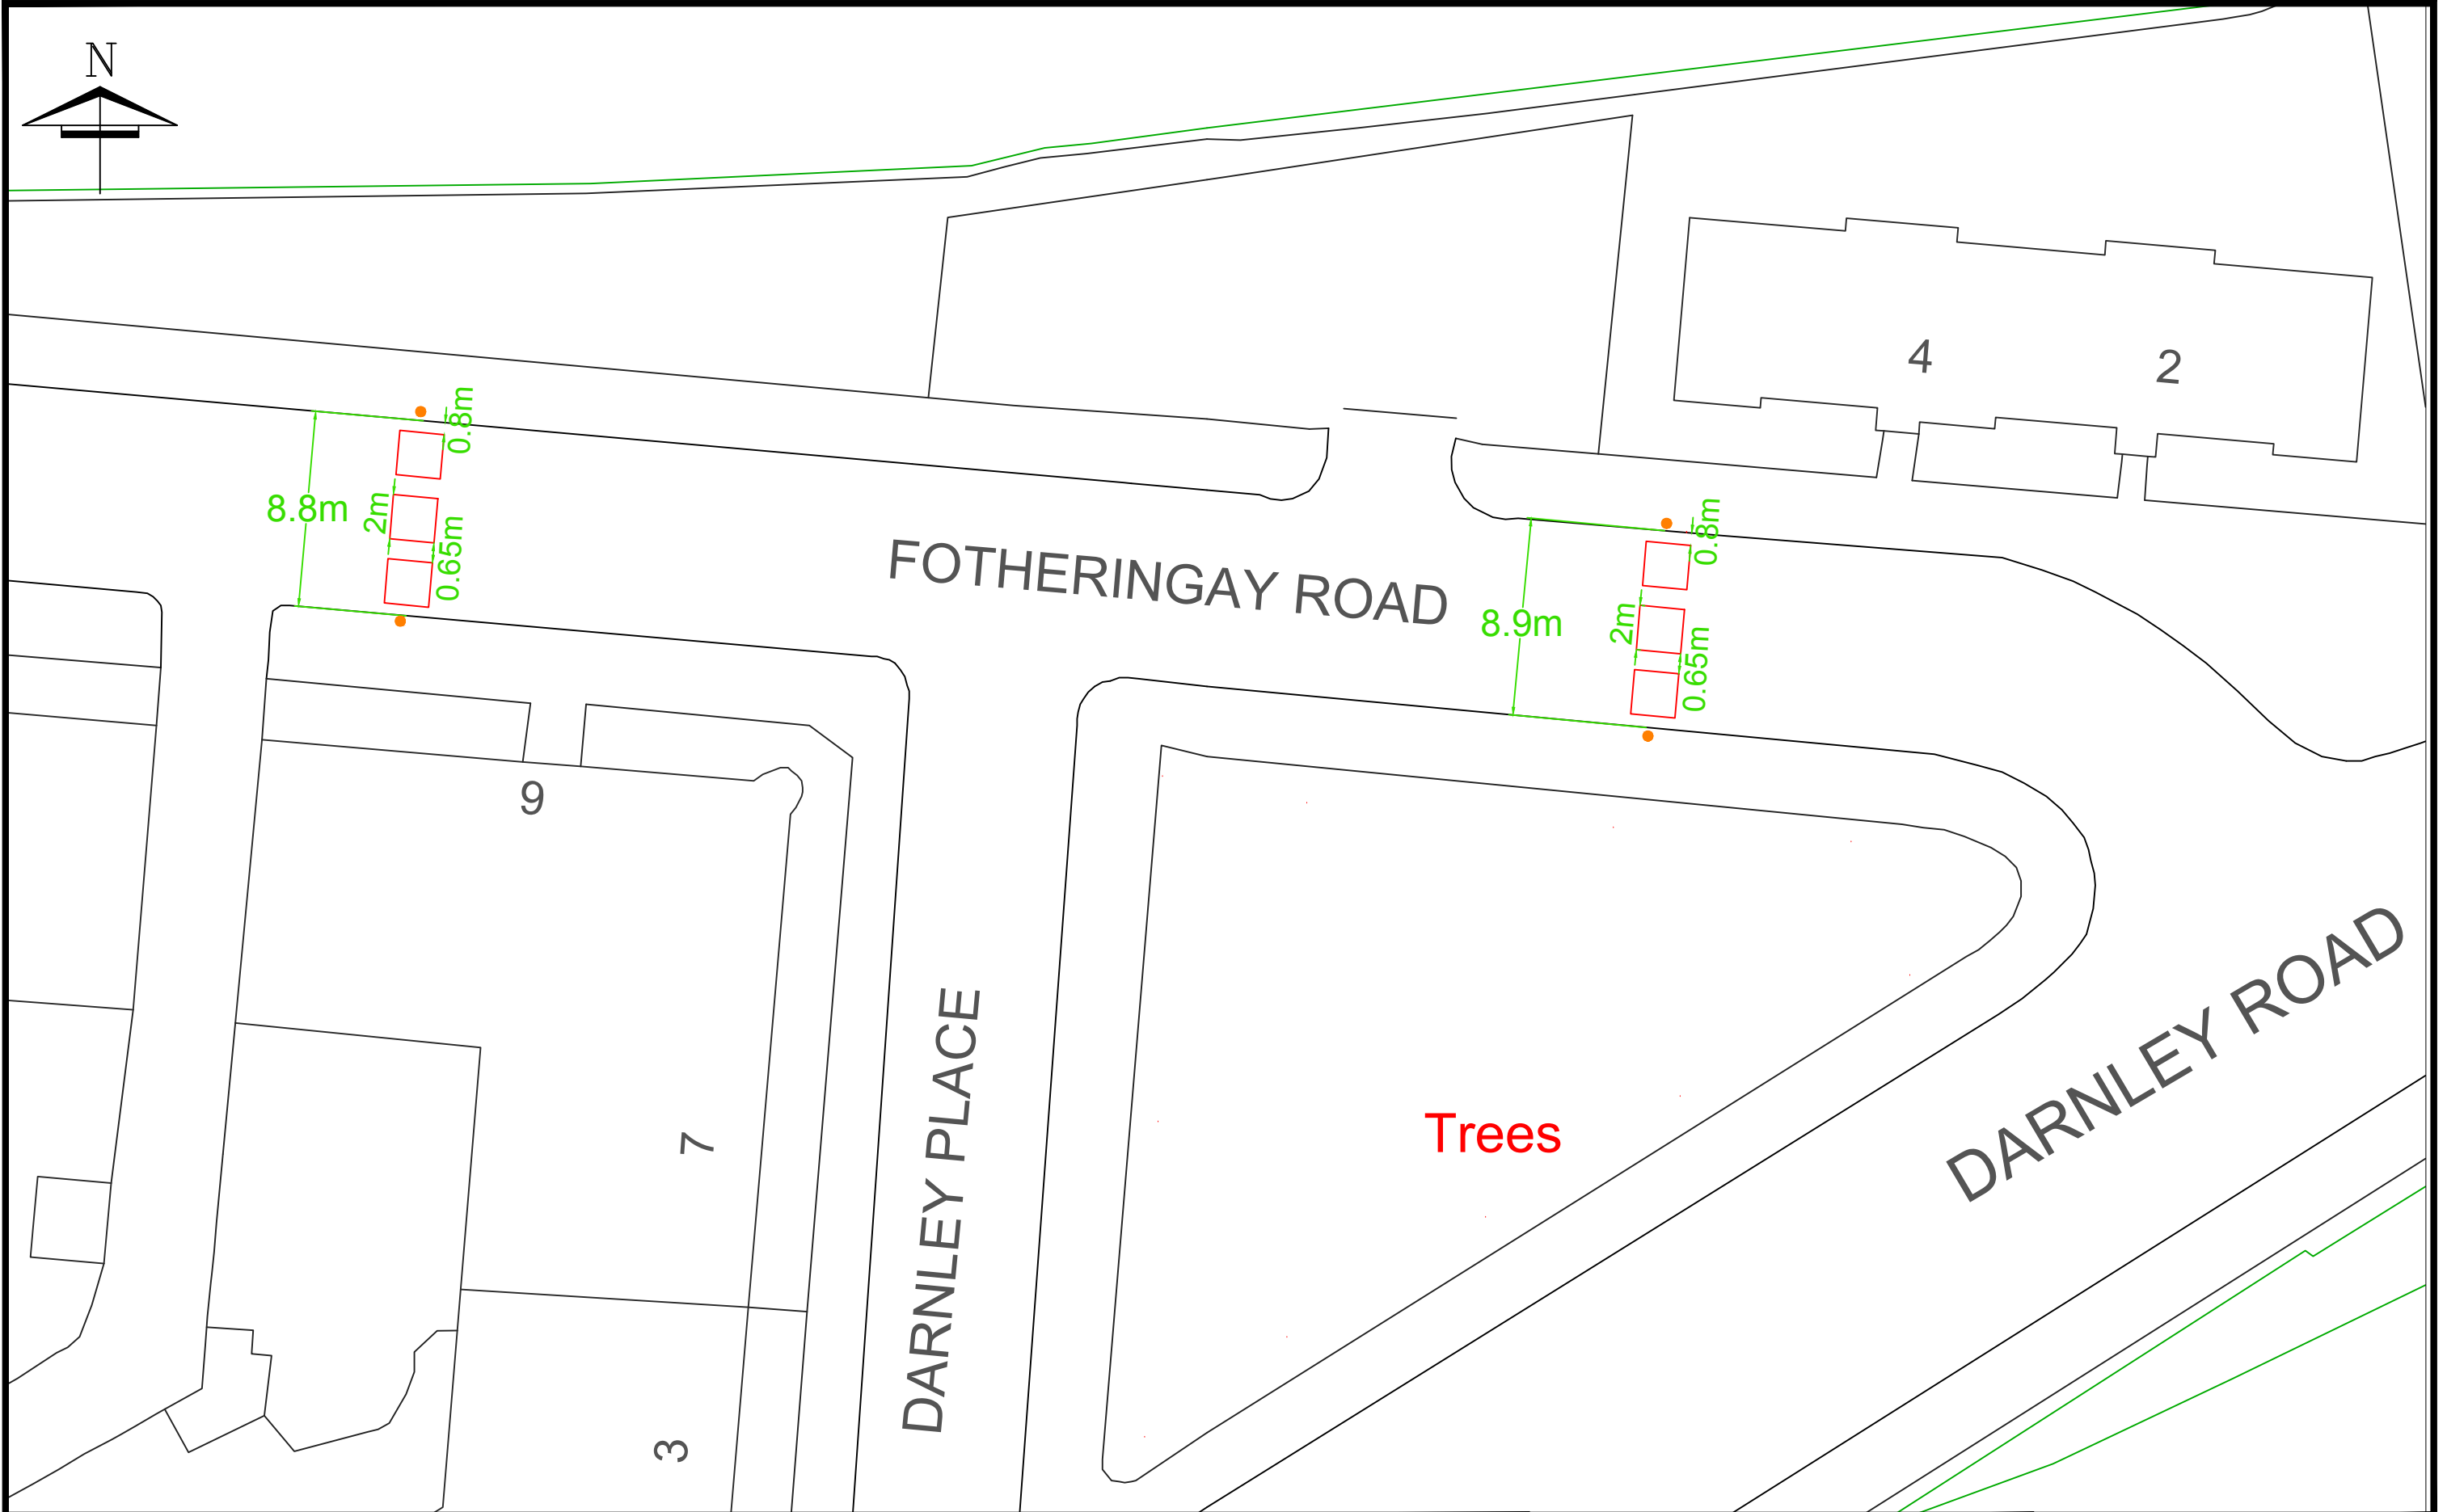 N
4
2
0.8m
8.8m
2m
0.65m
0.8m
8.9m
2m
0.65m
FOTHERINGAY ROAD
9
7
3
DARNLEY PLACE
Trees
DARNLEY ROAD